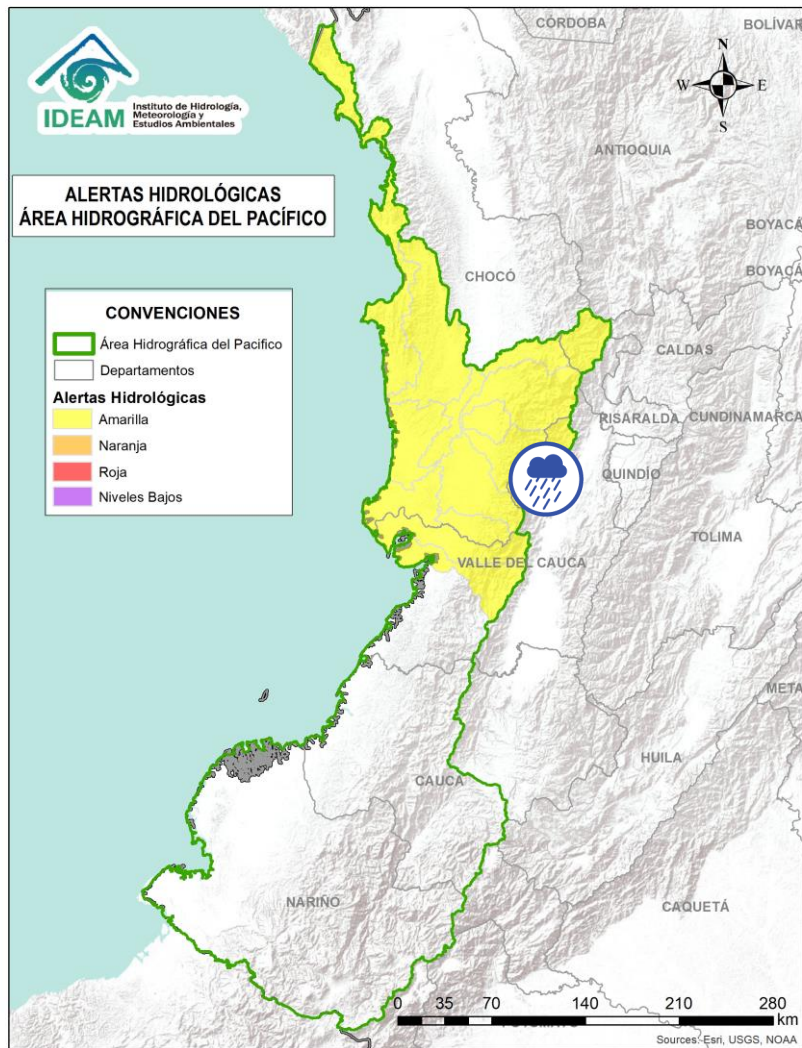 IDEAM
Instituto de Hidrología,
Meteorología y
Estudios Ambientales
ALERTAS HIDROLÓGICAS
ÁREA HIDROGRÁFICA DEL PACÍFICO
CONVENCIONES
Área Hidrográfica del Pacifico
Departamentos
Alertas Hidrológicas
Amarilla
Naranja
Roja
Niveles Bajos
N
W
E
S
CÓRDOBA
BOLÍVAR
ANTIOQUIA
BOYACÁ
BOYACÁ
CHOCÓ
CALDAS
RISARALDA
CUNDINAMARCA
QUINDÍO
TOLIMA
VALLE DEL CAUCA
META
HUILA
CAUCA
NARIÑO
CAQUETÁ
0 35 70 140 210 280
km
Sources: Esri, USGS, NOAA